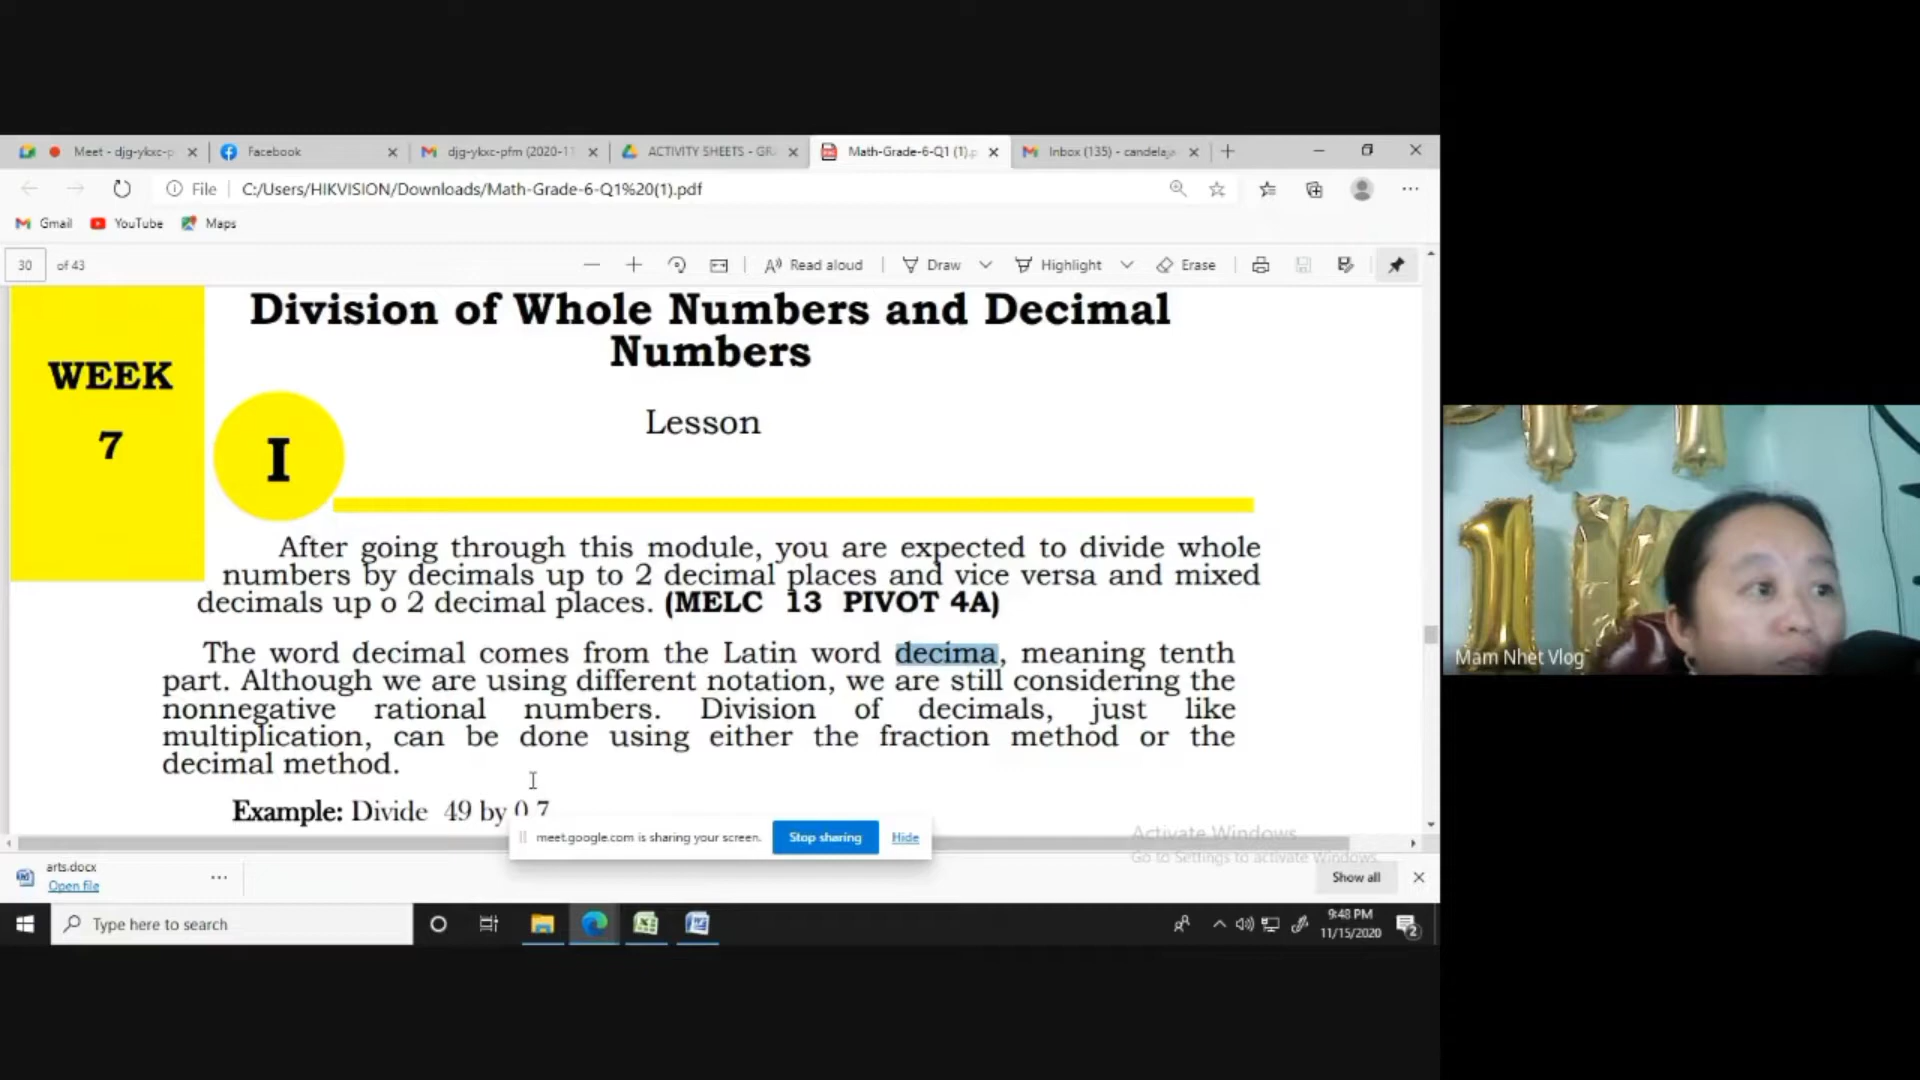 Meet - djg-ykxc-p
Facebook
djg-ykxc-pfm (2020-11
ACTIVITY SHEETS - GR
Math-Grade-6-Q1 (1).p
Inbox (135) - candelaja
File
C:/Users/HIKVISION/Downloads/Math-Grade-6-Q1%20(1).pdf
Gmail
YouTube
Maps
30 of 43
Read aloud
Draw
Highlight
Erase
WEEK
7
Division of Whole Numbers and Decimal
Numbers
I
Lesson
After going through this module, you are expected to divide whole
numbers by decimals up to 2 decimal places and vice versa and mixed
decimals up o 2 decimal places. (MELC 13 PIVOT 4A)
The word decimal comes from the Latin word decima, meaning tenth
part. Although we are using different notation, we are still considering the
nonnegative rational numbers. Division of decimals, just like
multiplication, can be done using either the fraction method or the
decimal method.
Example: Divide 49 by 0.7
meet.google.com is sharing your screen.
Stop sharing
Hide
Activate Windows
Go to Settings to activate Windows.
arts.docx
Open file
Show all
Type here to search
9:48 PM
11/15/2020
2
Mam Nhet Vlog